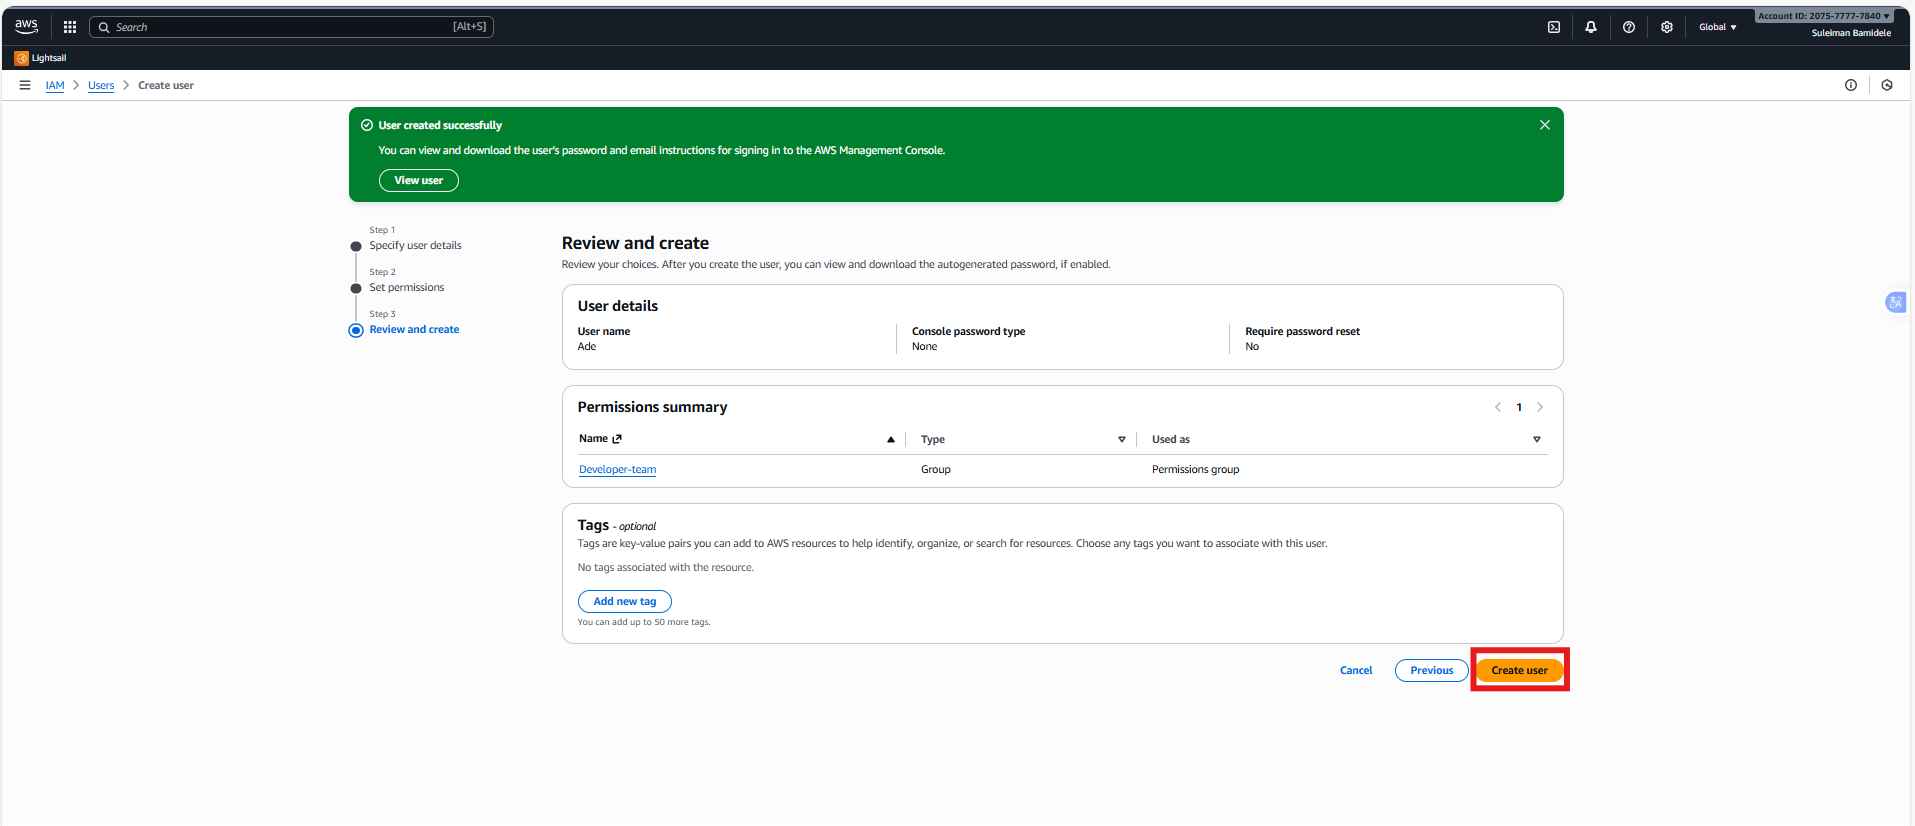 aws
Search
[Alt+S]
Global
Account ID: 2075-7777-7840
Suleiman Bamidele
Lightsail
IAM
Users
Create user
User created successfully
You can view and download the user's password and email instructions for signing in to the AWS Management Console.
View user
Step 1
Specify user details
Step 2
Set permissions
Step 3
Review and create
Review and create
Review your choices. After you create the user, you can view and download the autogenerated password, if enabled.
User details
User name
Ade
Console password type
None
Require password reset
No
Permissions summary
1
Name
Type
Used as
Developer-team
Group
Permissions group
Tags - optional
Tags are key-value pairs you can add to AWS resources to help identify, organize, or search for resources. Choose any tags you want to associate with this user.
No tags associated with the resource.
Add new tag
You can add up to 50 more tags.
Cancel
Previous
Create user